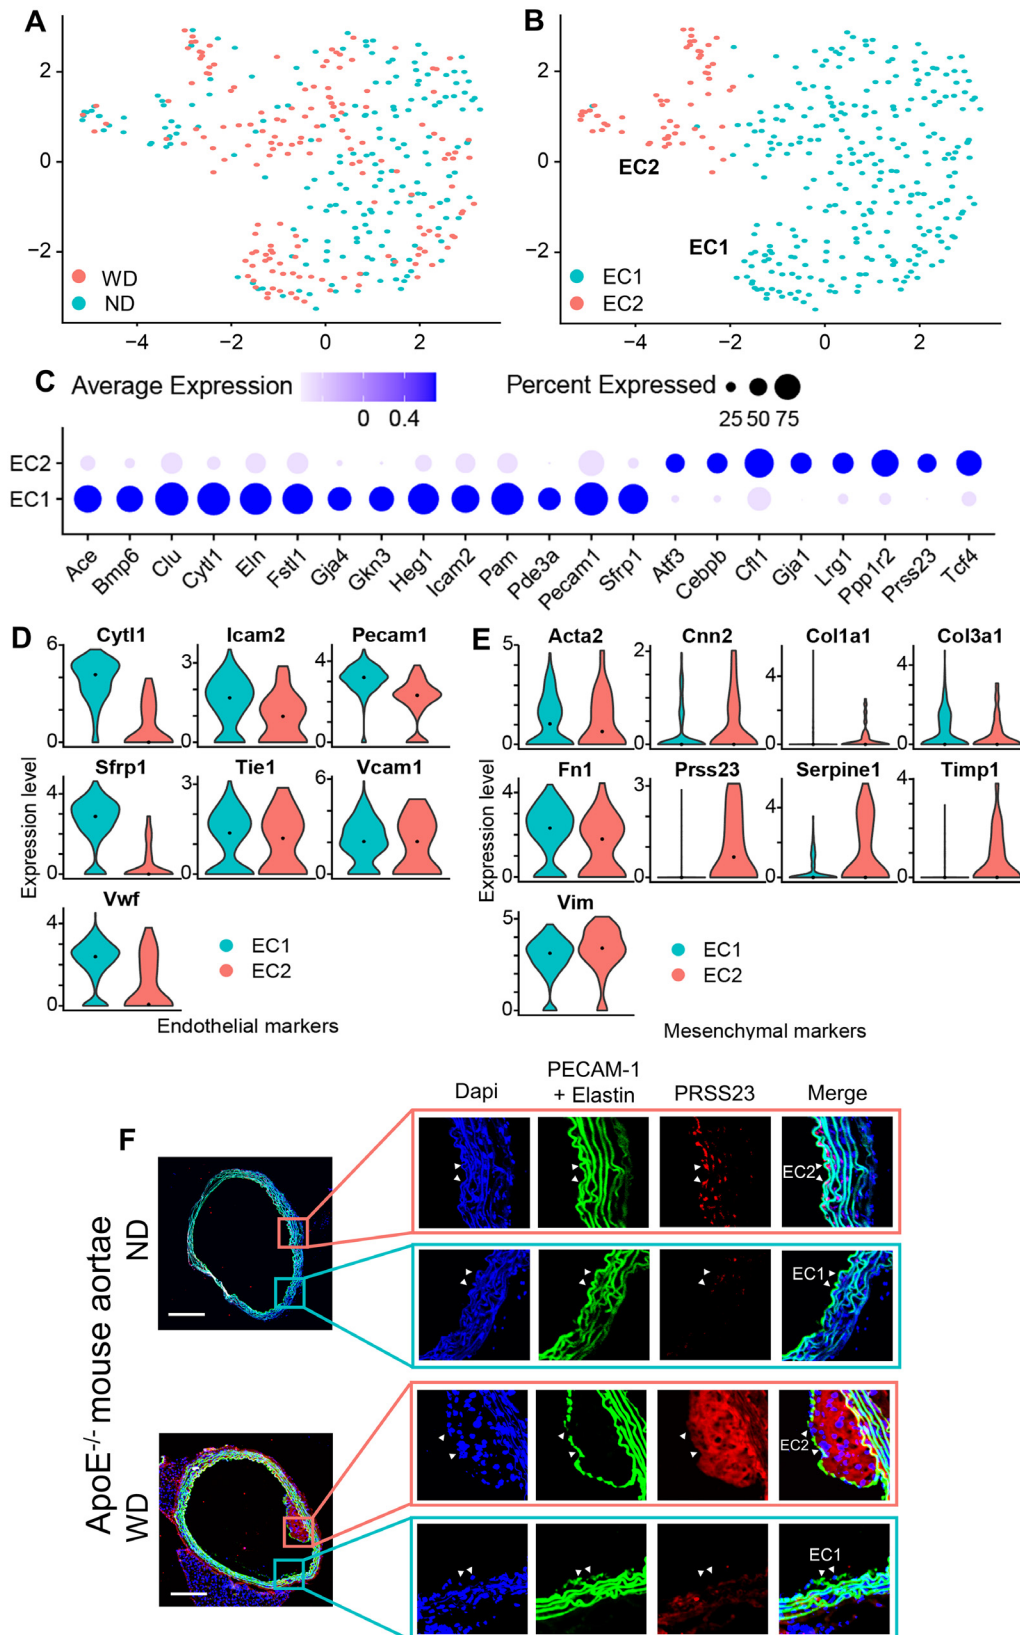 A
B
2
0
−2
WD
ND
−4
−2
0
2
2
0
−2
EC2
EC1
EC1
EC2
−4
−2
0
2
C
Average Expression
0
0.4
Percent Expressed
25 50 75
EC2
EC1
Ace
Bmp6
Clu
Cytl1
Eln
Fstl1
Gja4
Gkn3
Heg1
Icam2
Pam
Pde3a
Pecam1
Sfrp1
Atf3
Cebpb
Cfl1
Gja1
Lrg1
Ppp1r2
Prss23
Tcf4
D
Cytl1
Icam2
Pecam1
6
0
3
0
4
0
Sfrp1
Tie1
Vcam1
4
0
3
0
6
0
Vwf
4
0
Expression level
EC1
EC2
Endothelial markers
E
Acta2
Cnn2
Col1a1
Col3a1
5
0
2
0
4
0
4
0
Fn1
Prss23
Serpine1
Timp1
4
0
3
0
4
0
4
0
Vim
5
0
Expression level
EC1
EC2
Mesenchymal markers
F
Dapi
PECAM-1
+ Elastin
PRSS23
Merge
ApoE-/- mouse aortae
ND
EC2
EC1
WD
EC2
EC1